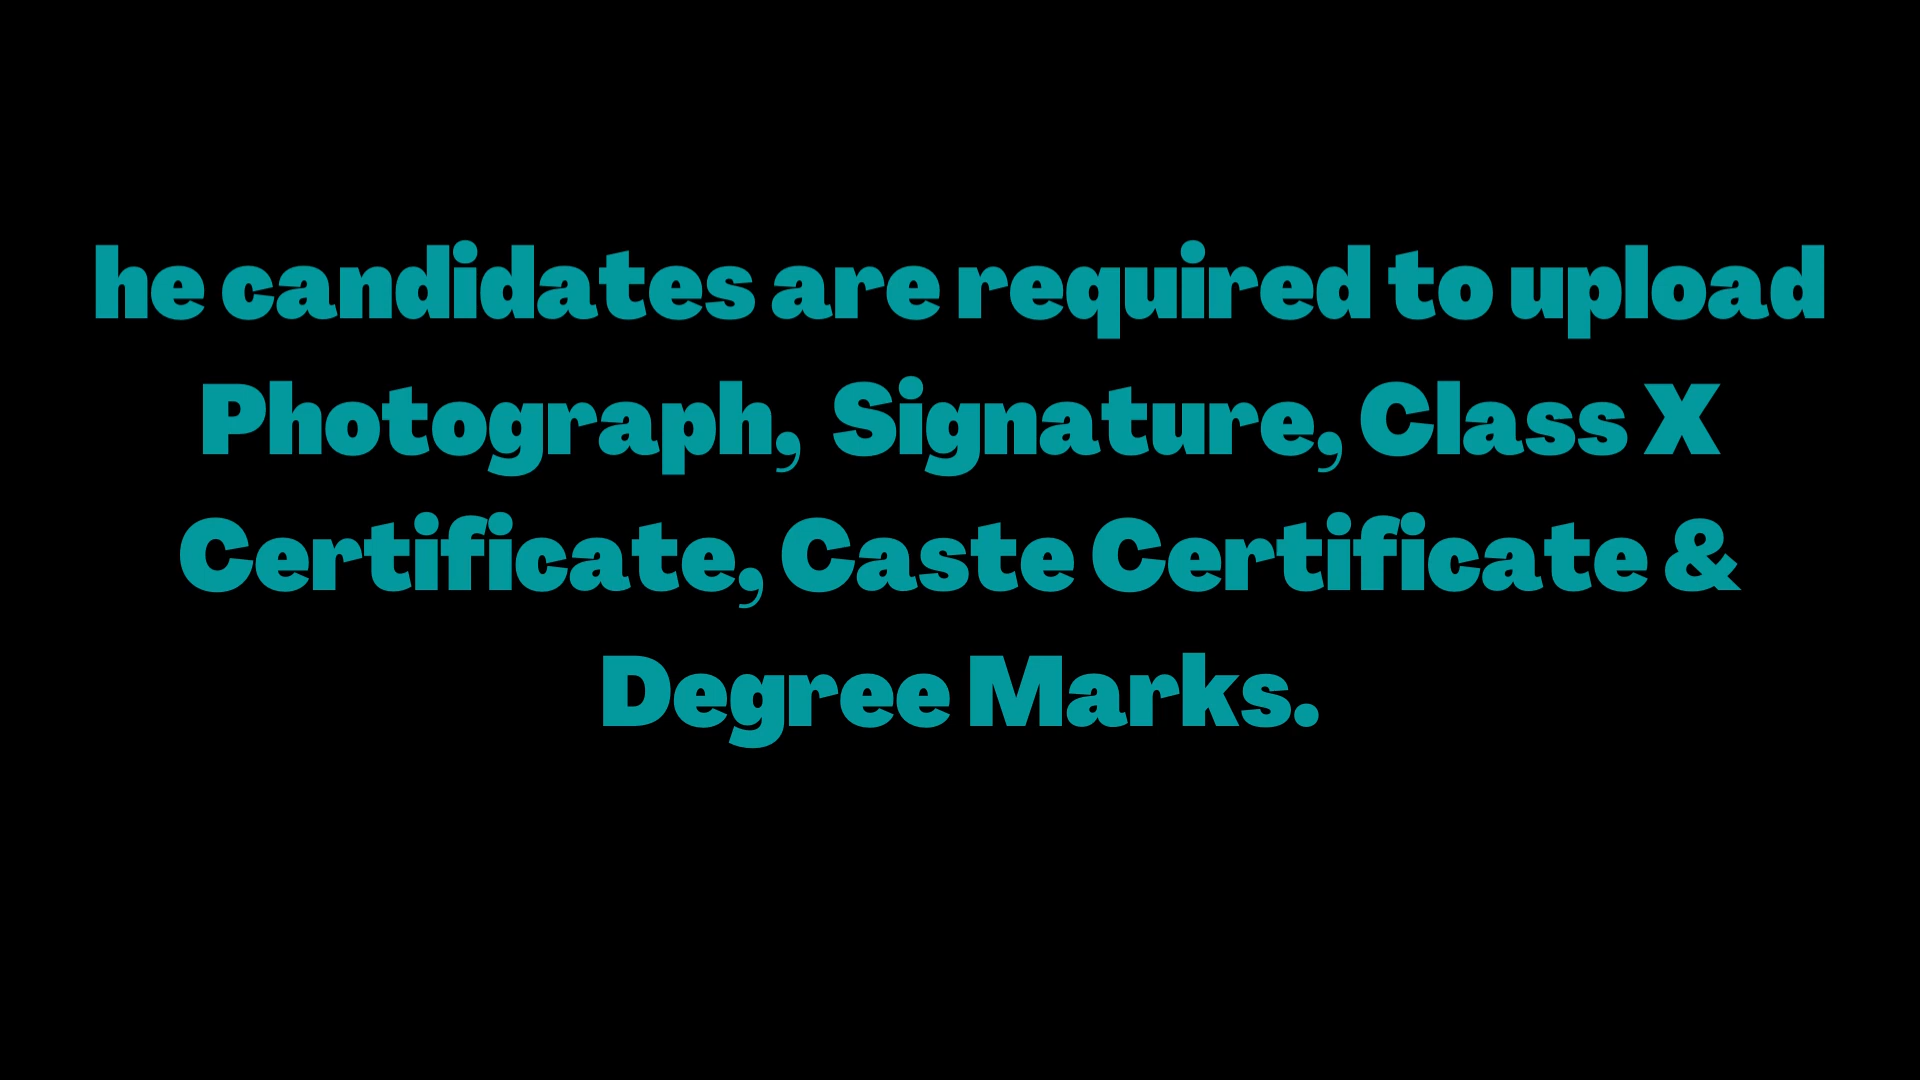 he candidates are required to upload
Photograph, Signature, Class X
Certificate, Caste Certificate &
Degree Marks.